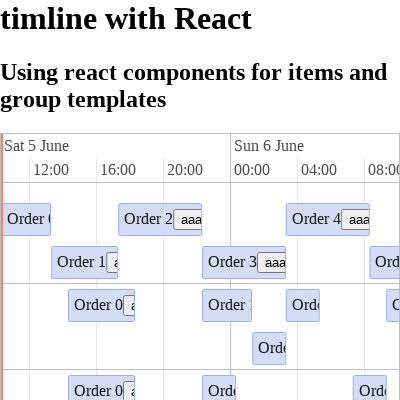 timline with React
Using react components for items and
group templates
Sat 5 June
Sun 6 June
12:00 16:00 20:00 00:00 04:00 08:00
Order Order 2 aaa Order 4 aaa
Order 1 a Order 3 aaa Ord
Order 0 a Order Ord
Ord
Order 0 a Ord Ord